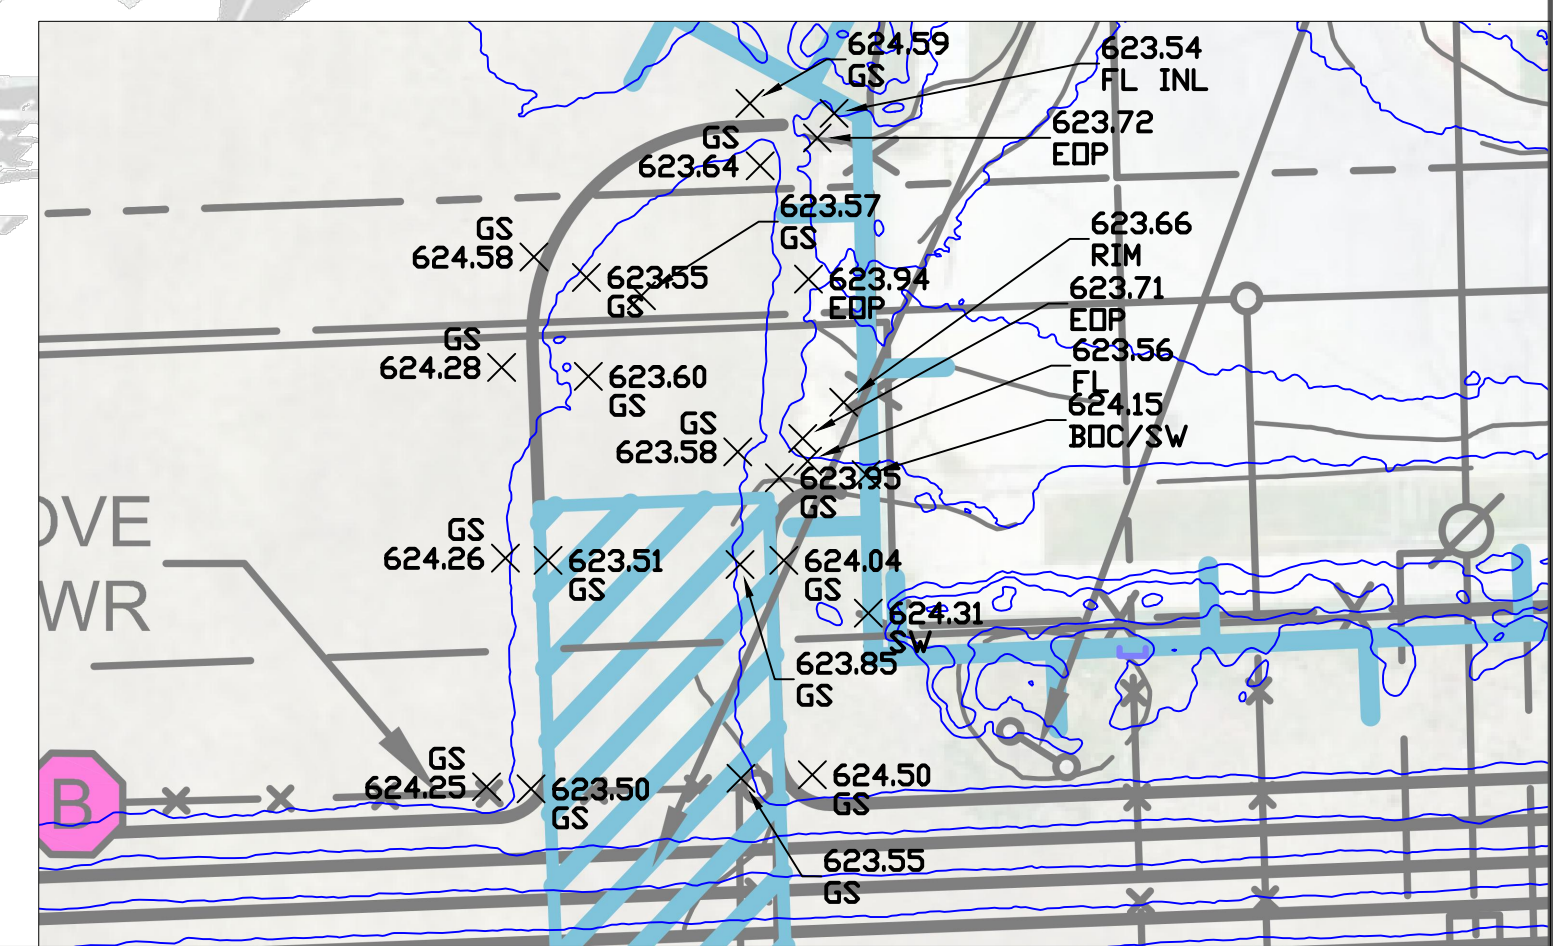 624.59
GS
623.54
FL INL
GS
623.64
623.72
EOP
623.57
GS
GS
624.58
623.55
GS
623.94
EOP
623.66
RIM
623.71
EOP
GS
624.28
623.60
GS
623.56
FL
624.15
BOC/SW
GS
623.58
623.95
GS
OVE
WR
GS
624.26
623.51
GS
624.04
GS
624.31
SW
623.85
GS
GS
624.25
623.50
GS
624.50
GS
623.55
GS
B